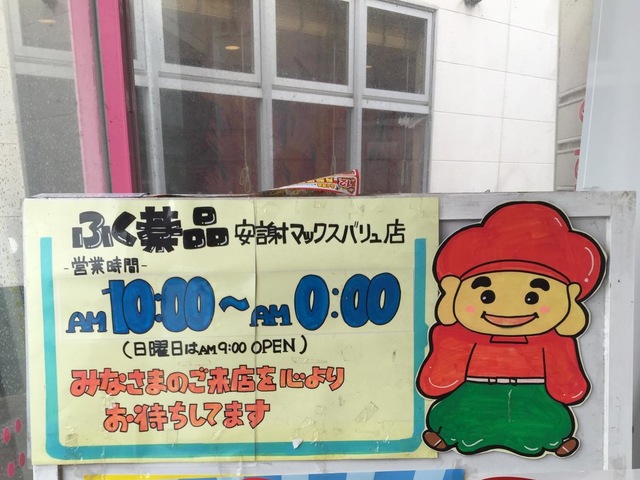 ふく薬品 安謝マックスバリュ店
-営業時間-
AM10:00～AM0:00
(日曜日はAM9:00 OPEN)
みなさまのご来店を心より
お待ちしてます